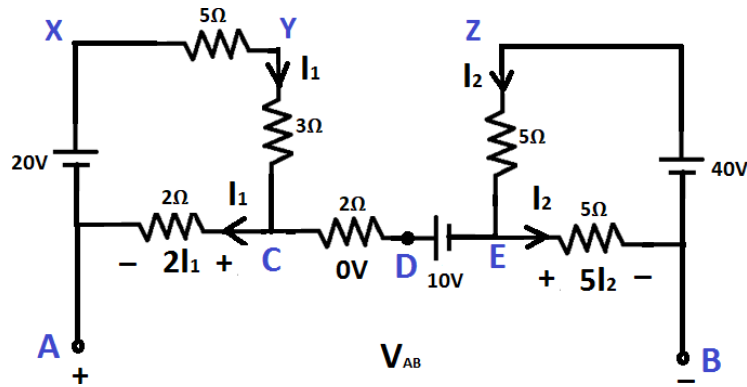 5Ω
X Y Z
I₁ I₂
3Ω 5Ω
20V 40V
2Ω I₁ 2Ω I₂ 5Ω
− 2I₁ + C 0V D 10V E + 5I₂ −
A V_AB B
+ −